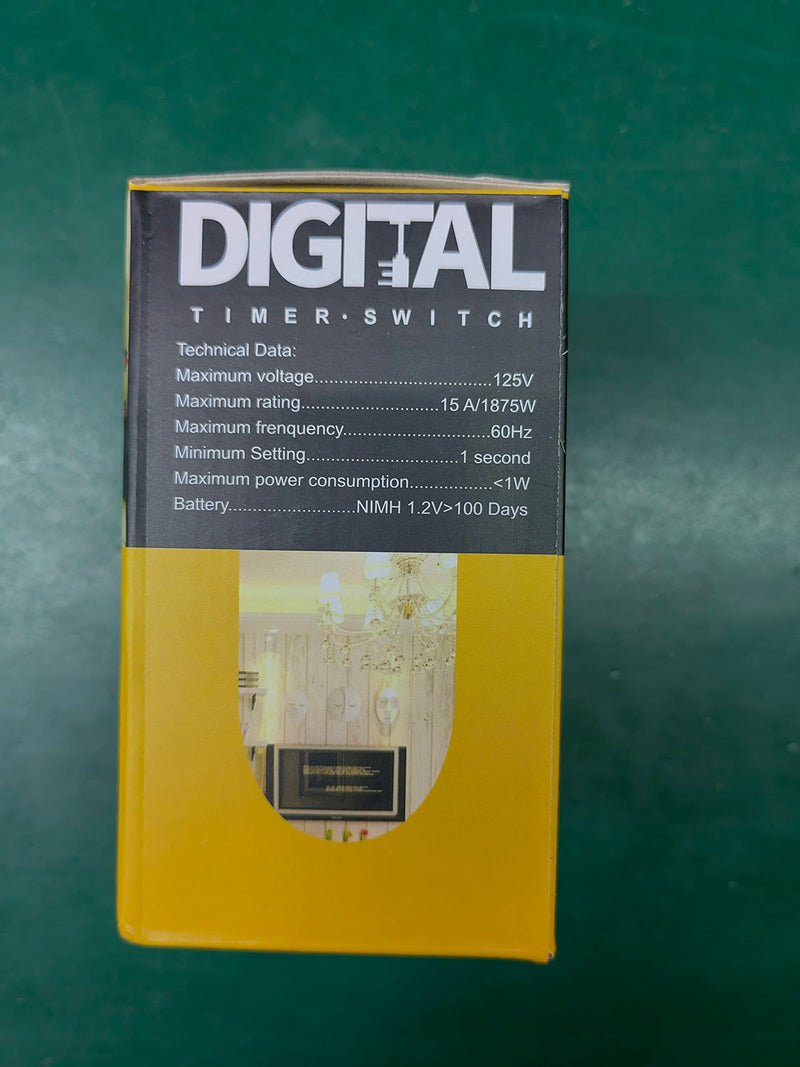 DIGITAL
TIMER·SWITCH
Technical Data:
Maximum voltage..................................125V
Maximum rating..........................15 A/1875W
Maximum frenquency............................60Hz
Minimum Setting.............................1 second
Maximum power consumption................<1W
Battery........................NIMH 1.2V>100 Days